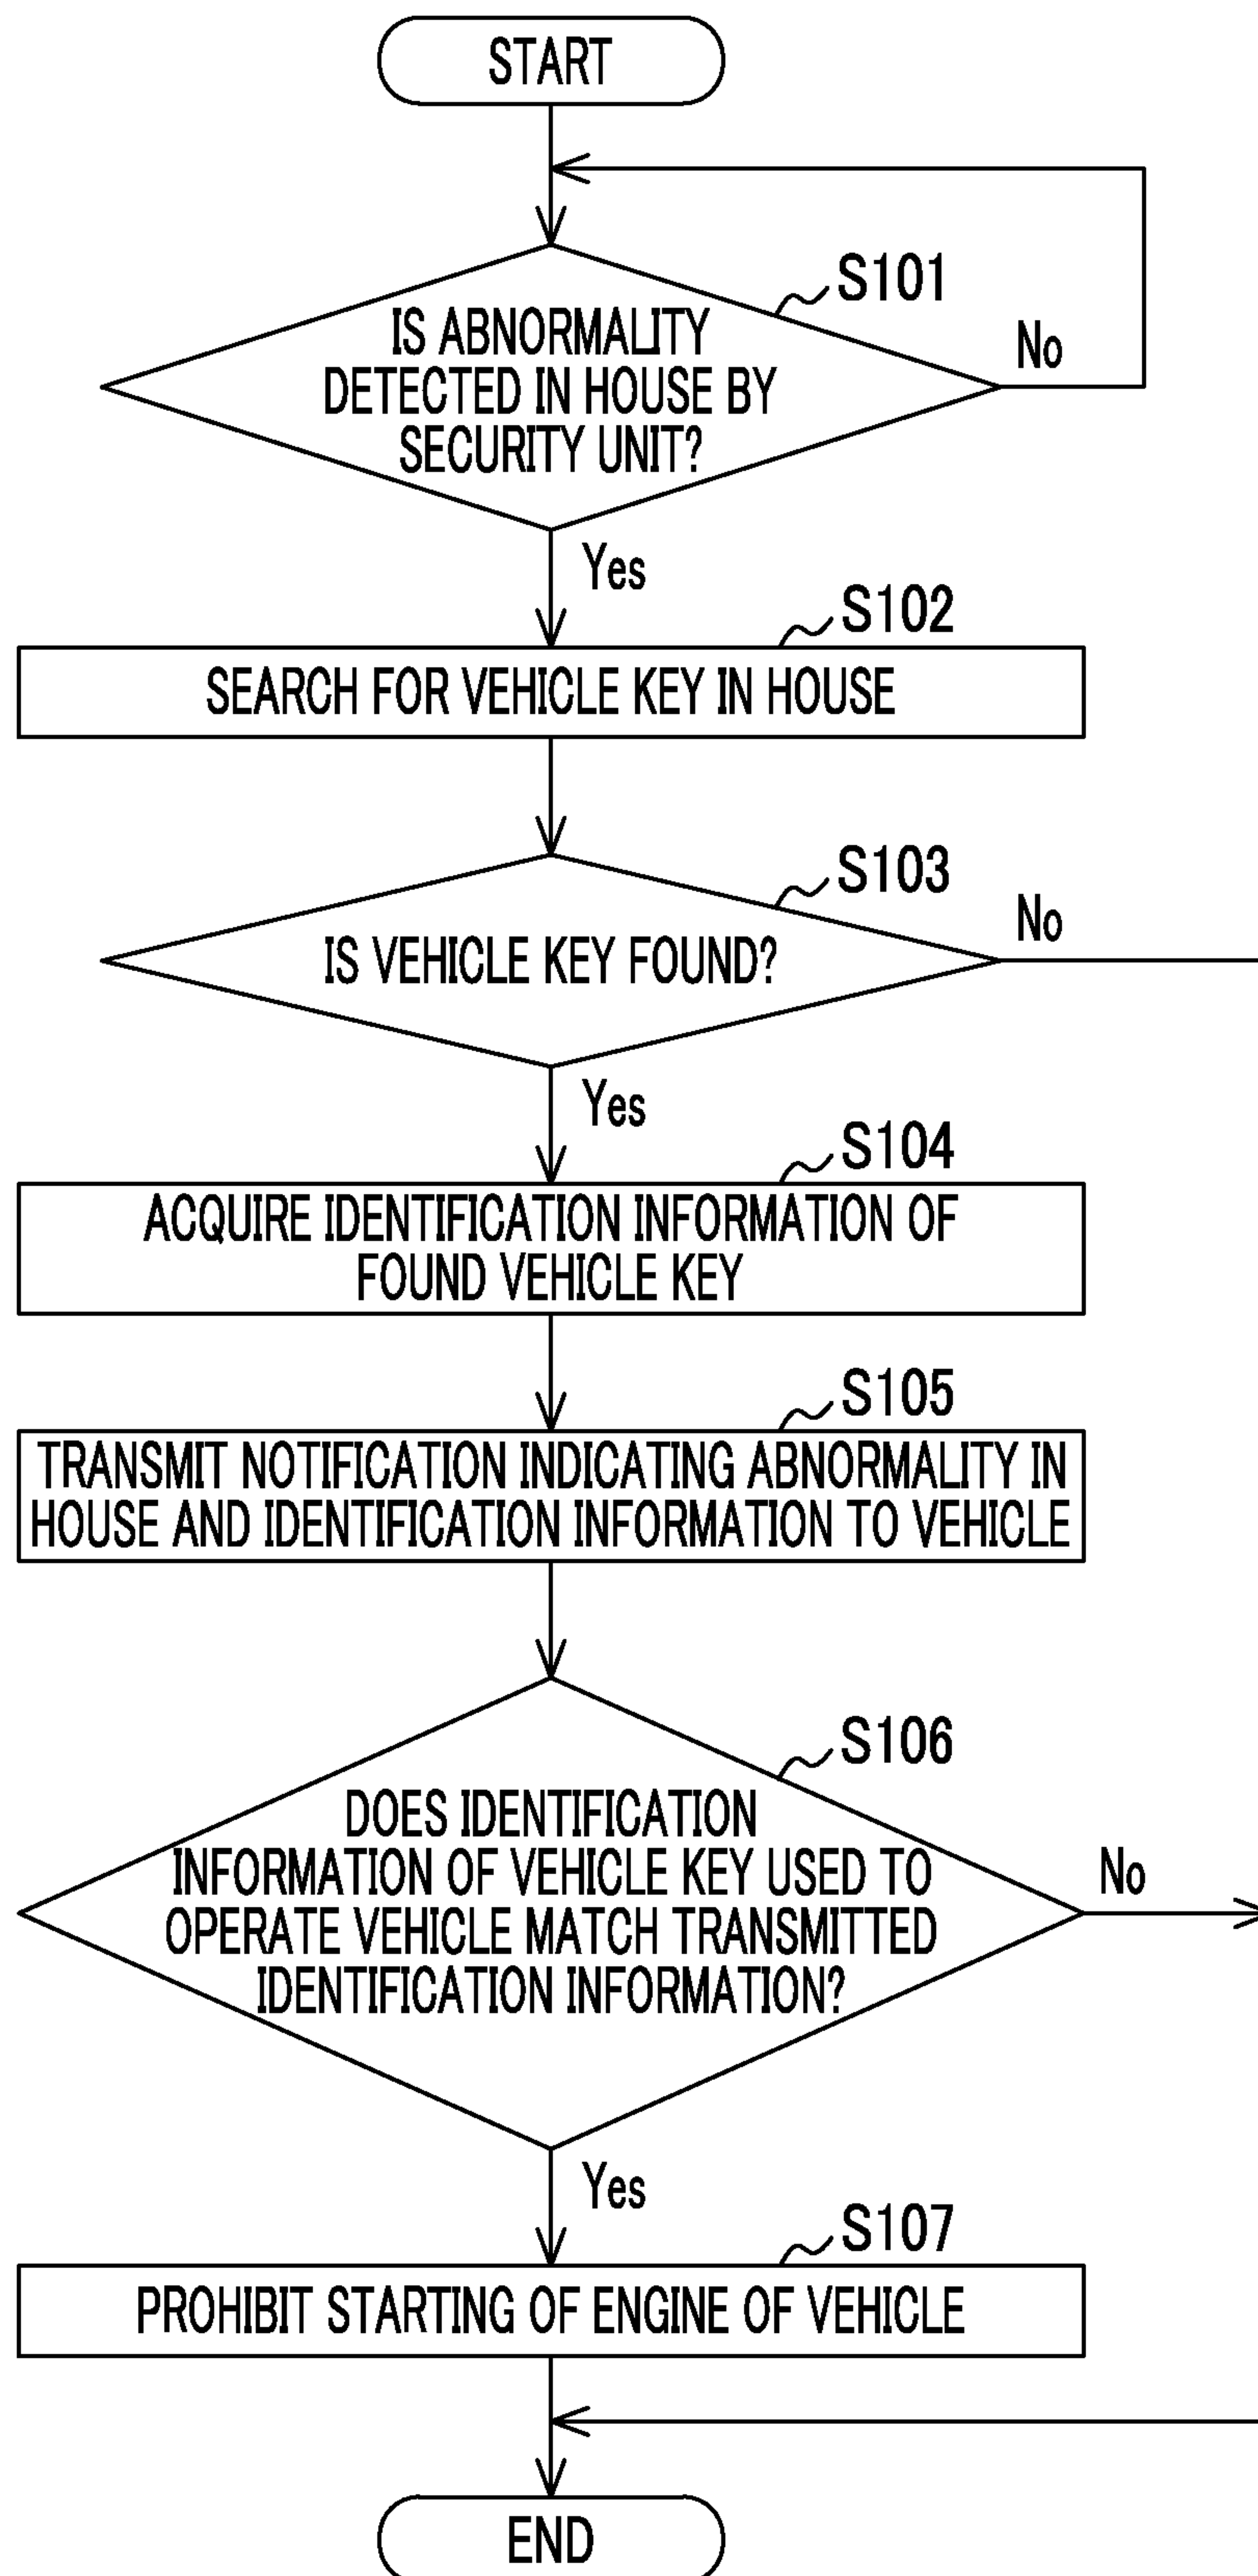 START
S101
IS ABNORMALITY
DETECTED IN HOUSE BY
SECURITY UNIT?
No
Yes
S102
SEARCH FOR VEHICLE KEY IN HOUSE
S103
IS VEHICLE KEY FOUND?
No
Yes
S104
ACQUIRE IDENTIFICATION INFORMATION OF
FOUND VEHICLE KEY
S105
TRANSMIT NOTIFICATION INDICATING ABNORMALITY IN
HOUSE AND IDENTIFICATION INFORMATION TO VEHICLE
S106
DOES IDENTIFICATION
INFORMATION OF VEHICLE KEY USED TO
OPERATE VEHICLE MATCH TRANSMITTED
IDENTIFICATION INFORMATION?
No
Yes
S107
PROHIBIT STARTING OF ENGINE OF VEHICLE
END